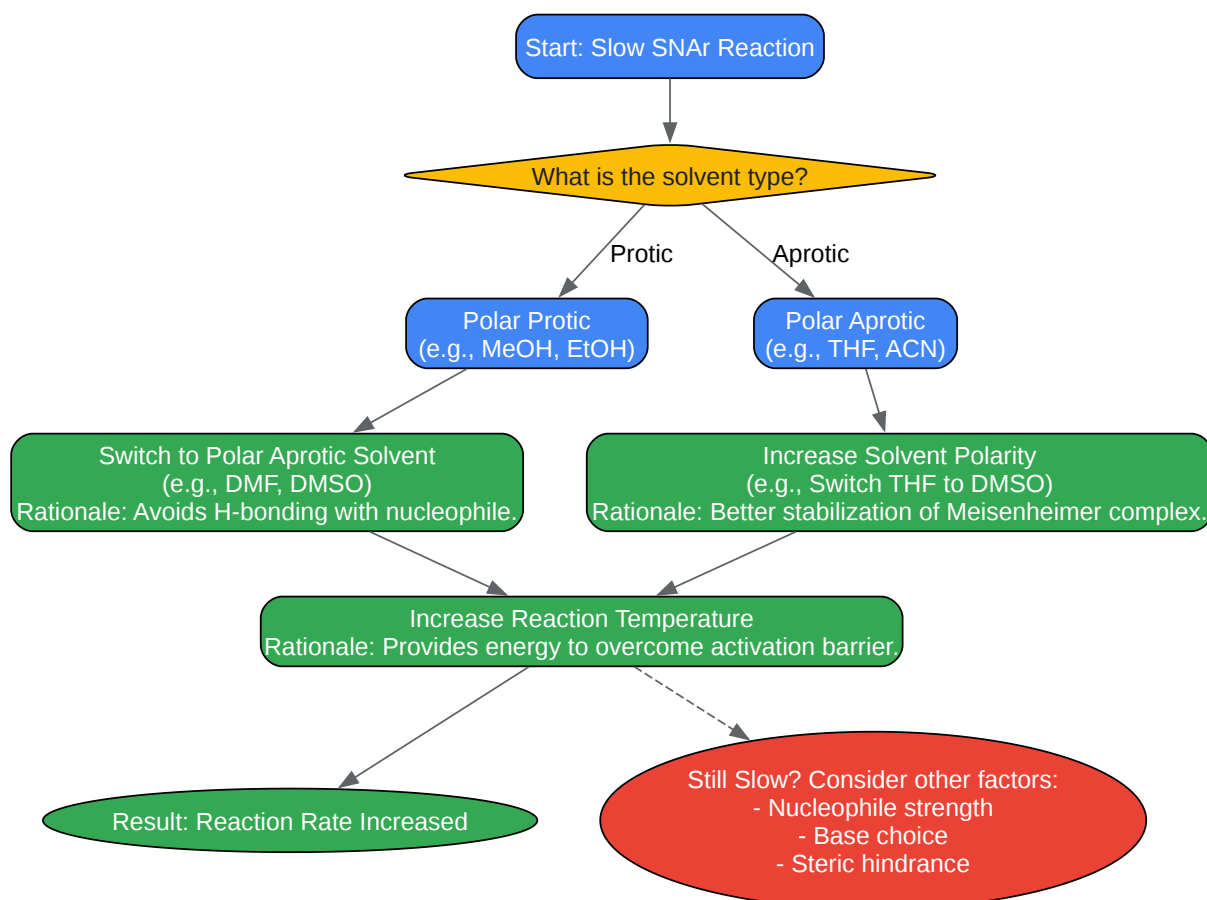 Start: Slow SNAr Reaction
What is the solvent type?
Protic
Aprotic
Polar Protic
(e.g., MeOH, EtOH)
Polar Aprotic
(e.g., THF, ACN)
Switch to Polar Aprotic Solvent
(e.g., DMF, DMSO)
Rationale: Avoids H-bonding with nucleophile.
Increase Solvent Polarity
(e.g., Switch THF to DMSO)
Rationale: Better stabilization of Meisenheimer complex.
Increase Reaction Temperature
Rationale: Provides energy to overcome activation barrier.
Result: Reaction Rate Increased
Still Slow? Consider other factors:
- Nucleophile strength
- Base choice
- Steric hindrance